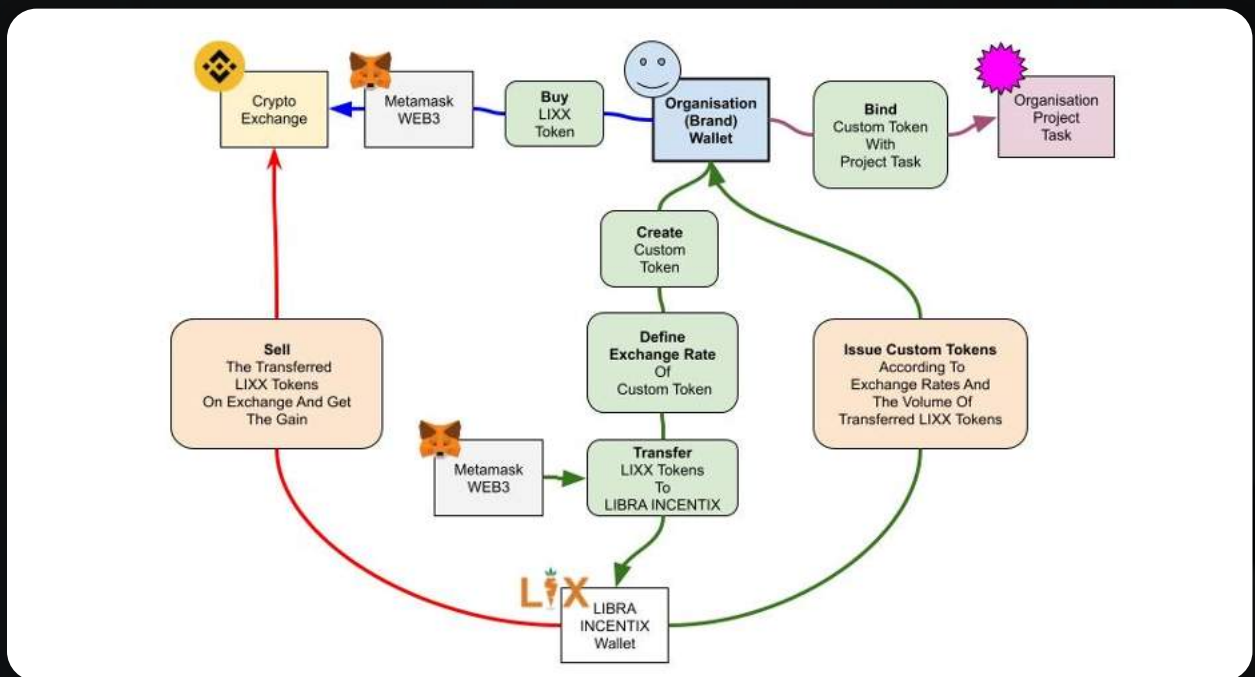 Crypto
Exchange
Metamask
WEB3
Buy
LIXX
Token
Organisation
(Brand)
Wallet
Bind
Custom Token
With
Project Task
Organisation
Project
Task
Create
Custom
Token
Define
Exchange Rate
Of
Custom Token
Sell
The Transferred
LIXX Tokens
On Exchange And Get
The Gain
Issue Custom Tokens
According To
Exchange Rates And
The Volume Of
Transferred LIXX Tokens
Metamask
WEB3
Transfer
LIXX Tokens
To
LIBRA INCENTIX
LIX
LIBRA
INCENTIX
Wallet